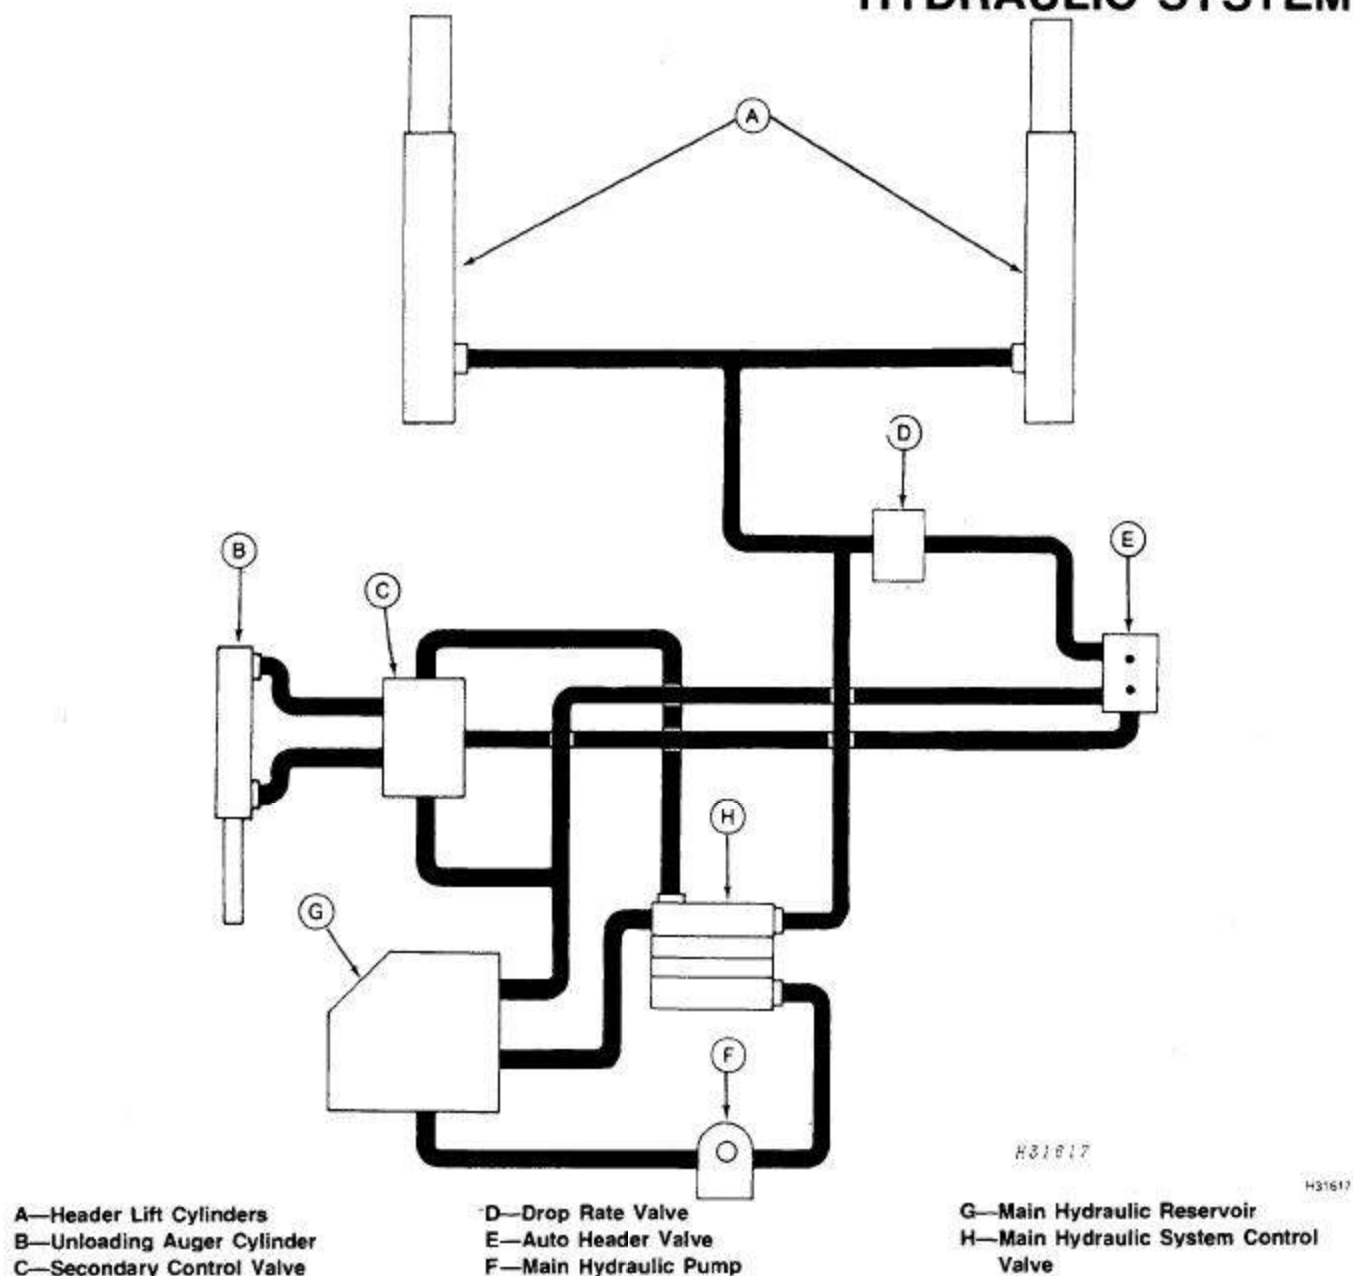 HYDRAULIC SYSTEM
A
D
B
E
C
H
G
F
H31617
H31617
A—Header Lift Cylinders
B—Unloading Auger Cylinder
C—Secondary Control Valve
D—Drop Rate Valve
E—Auto Header Valve
F—Main Hydraulic Pump
G—Main Hydraulic Reservoir
H—Main Hydraulic System Control
Valve